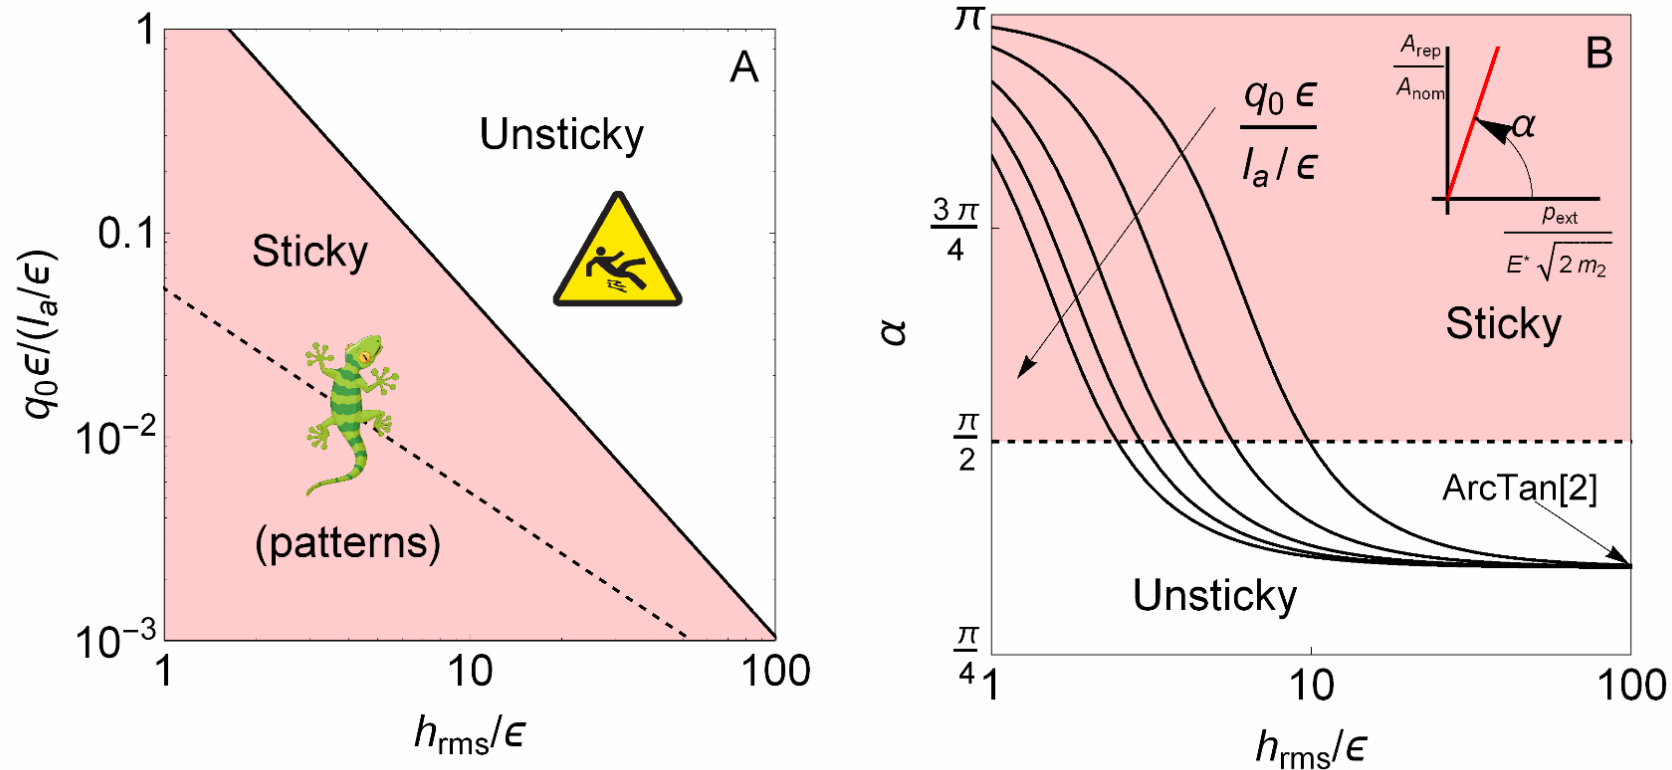 A
1
0.1
10−2
10−3
q0ϵ/(la/ϵ)
Unsticky
Sticky
(patterns)
1
10
100
hrms/ϵ
B
π
3 π
4
π
2
π
4
α
q0 ϵ
la / ϵ
Arep
Anom
α
pext
E* √2 m2
Sticky
ArcTan[2]
Unsticky
1
10
100
hrms/ϵ